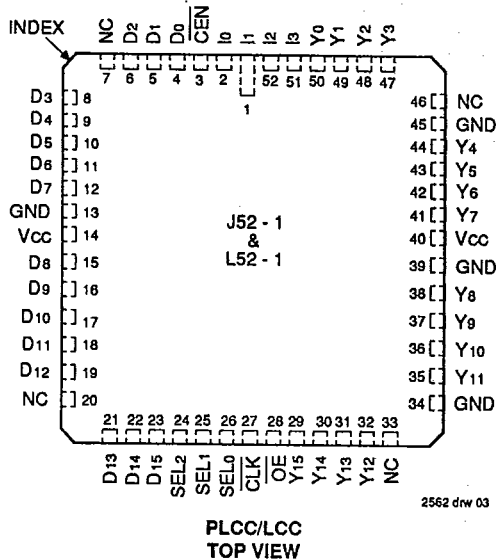 INDEX
NC D2 D1 D0 CEN I0 I1 I2 I3 Y0 Y1 Y2 Y3
7 6 5 4 3 2 1 52 51 50 49 48 47
D3 8
D4 9
D5 10
D6 11
D7 12
GND 13
VCC 14
D8 15
D9 16
D10 17
D11 18
D12 19
NC 20
J52 - 1
&
L52 - 1
46 NC
45 GND
44 Y4
43 Y5
42 Y6
41 Y7
40 VCC
39 GND
38 Y8
37 Y9
36 Y10
35 Y11
34 GND
21 22 23 24 25 26 27 28 29 30 31 32 33
D13 D14 D15 SEL2 SEL1 SEL0 CLK OE Y15 Y14 Y13 Y12 NC
2562 drw 03
PLCC/LCC
TOP VIEW